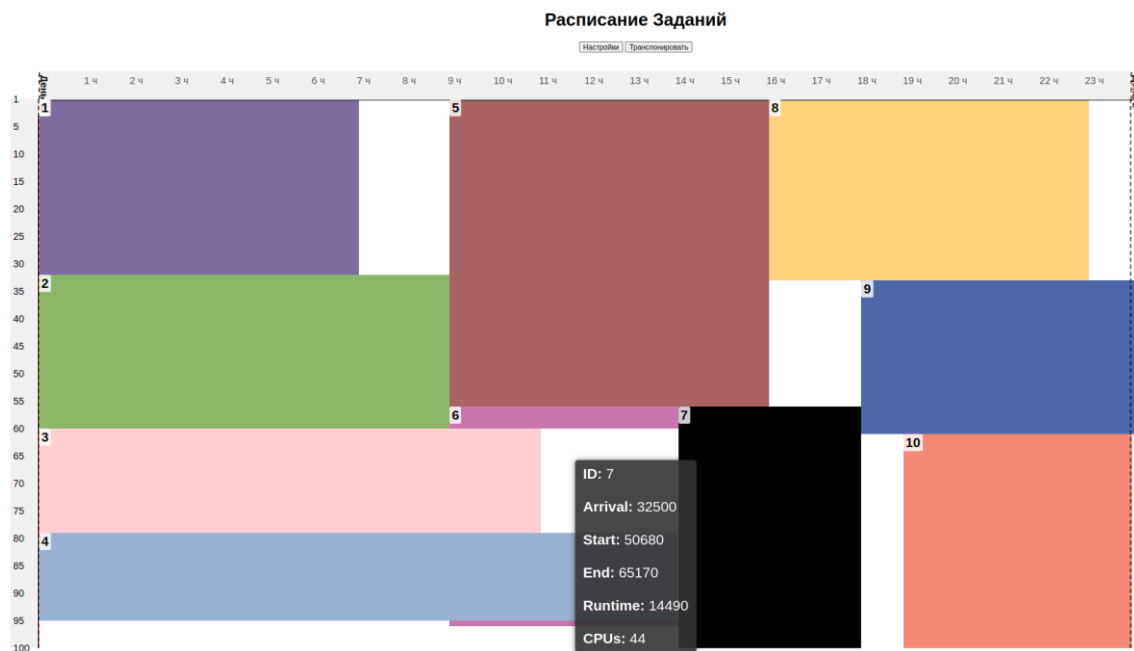 Расписание Заданий
Настройки Транспонировать
День 1 ч 2 ч 3 ч 4 ч 5 ч 6 ч 7 ч 8 ч 9 ч 10 ч 11 ч 12 ч 13 ч 14 ч 15 ч 16 ч 17 ч 18 ч 19 ч 20 ч 21 ч 22 ч 23 ч
1
1 5 8
5
10
15
20
25
30
2 9
35
40
45
50
55
6 7
60
3 10
65
70
75
80
4
85
90
95
100
ID: 7
Arrival: 32500
Start: 50680
End: 65170
Runtime: 14490
CPUs: 44